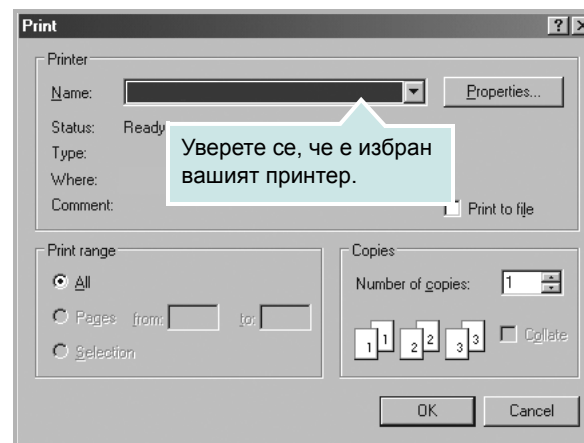 Print
Printer
Name:
Properties...
Status: Ready
Type:
Where:
Comment:
Уверете се, че е избран
вашият принтер.
Print to file
Print range
All
Pages from: to:
Selection
Copies
Number of copies: 1
1 1 2 2 3 3
Collate
OK Cancel